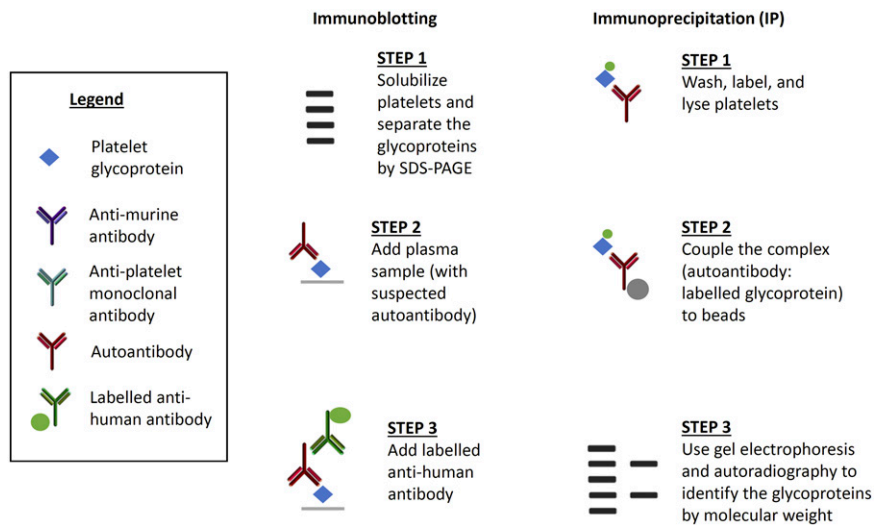 Immunoblotting
Immunoprecipitation (IP)
Legend
Platelet
glycoprotein
Anti-murine
antibody
Anti-platelet
monoclonal
antibody
Autoantibody
Labelled anti-
human antibody
STEP 1
Solubilize
platelets and
separate the
glycoproteins
by SDS-PAGE
STEP 2
Add plasma
sample (with
suspected
autoantibody)
STEP 3
Add labelled
anti-human
antibody
STEP 1
Wash, label, and
lyse platelets
STEP 2
Couple the complex
(autoantibody:
labelled glycoprotein)
to beads
STEP 3
Use gel electrophoresis
and autoradiography to
identify the glycoproteins
by molecular weight